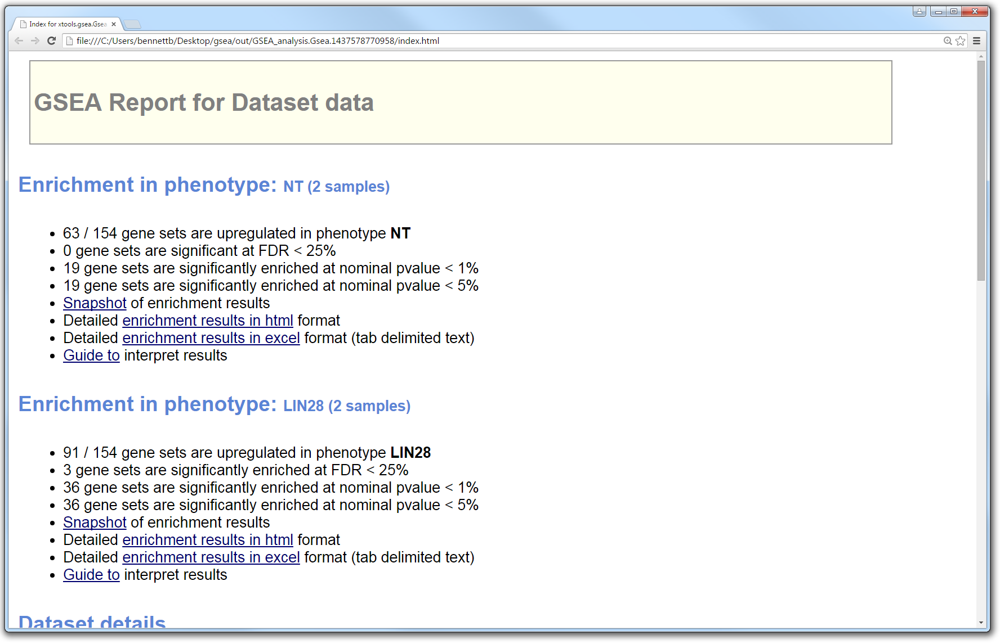 Index for xtools.gsea.Gsea
file:///C:/Users/bennettb/Desktop/gsea/out/GSEA_analysis.Gsea.1437578770958/index.html
GSEA Report for Dataset data
Enrichment in phenotype: NT (2 samples)
• 63 / 154 gene sets are upregulated in phenotype NT
• 0 gene sets are significant at FDR < 25%
• 19 gene sets are significantly enriched at nominal pvalue < 1%
• 19 gene sets are significantly enriched at nominal pvalue < 5%
• Snapshot of enrichment results
• Detailed enrichment results in html format
• Detailed enrichment results in excel format (tab delimited text)
• Guide to interpret results
Enrichment in phenotype: LIN28 (2 samples)
• 91 / 154 gene sets are upregulated in phenotype LIN28
• 3 gene sets are significantly enriched at FDR < 25%
• 36 gene sets are significantly enriched at nominal pvalue < 1%
• 36 gene sets are significantly enriched at nominal pvalue < 5%
• Snapshot of enrichment results
• Detailed enrichment results in html format
• Detailed enrichment results in excel format (tab delimited text)
• Guide to interpret results
Dataset details